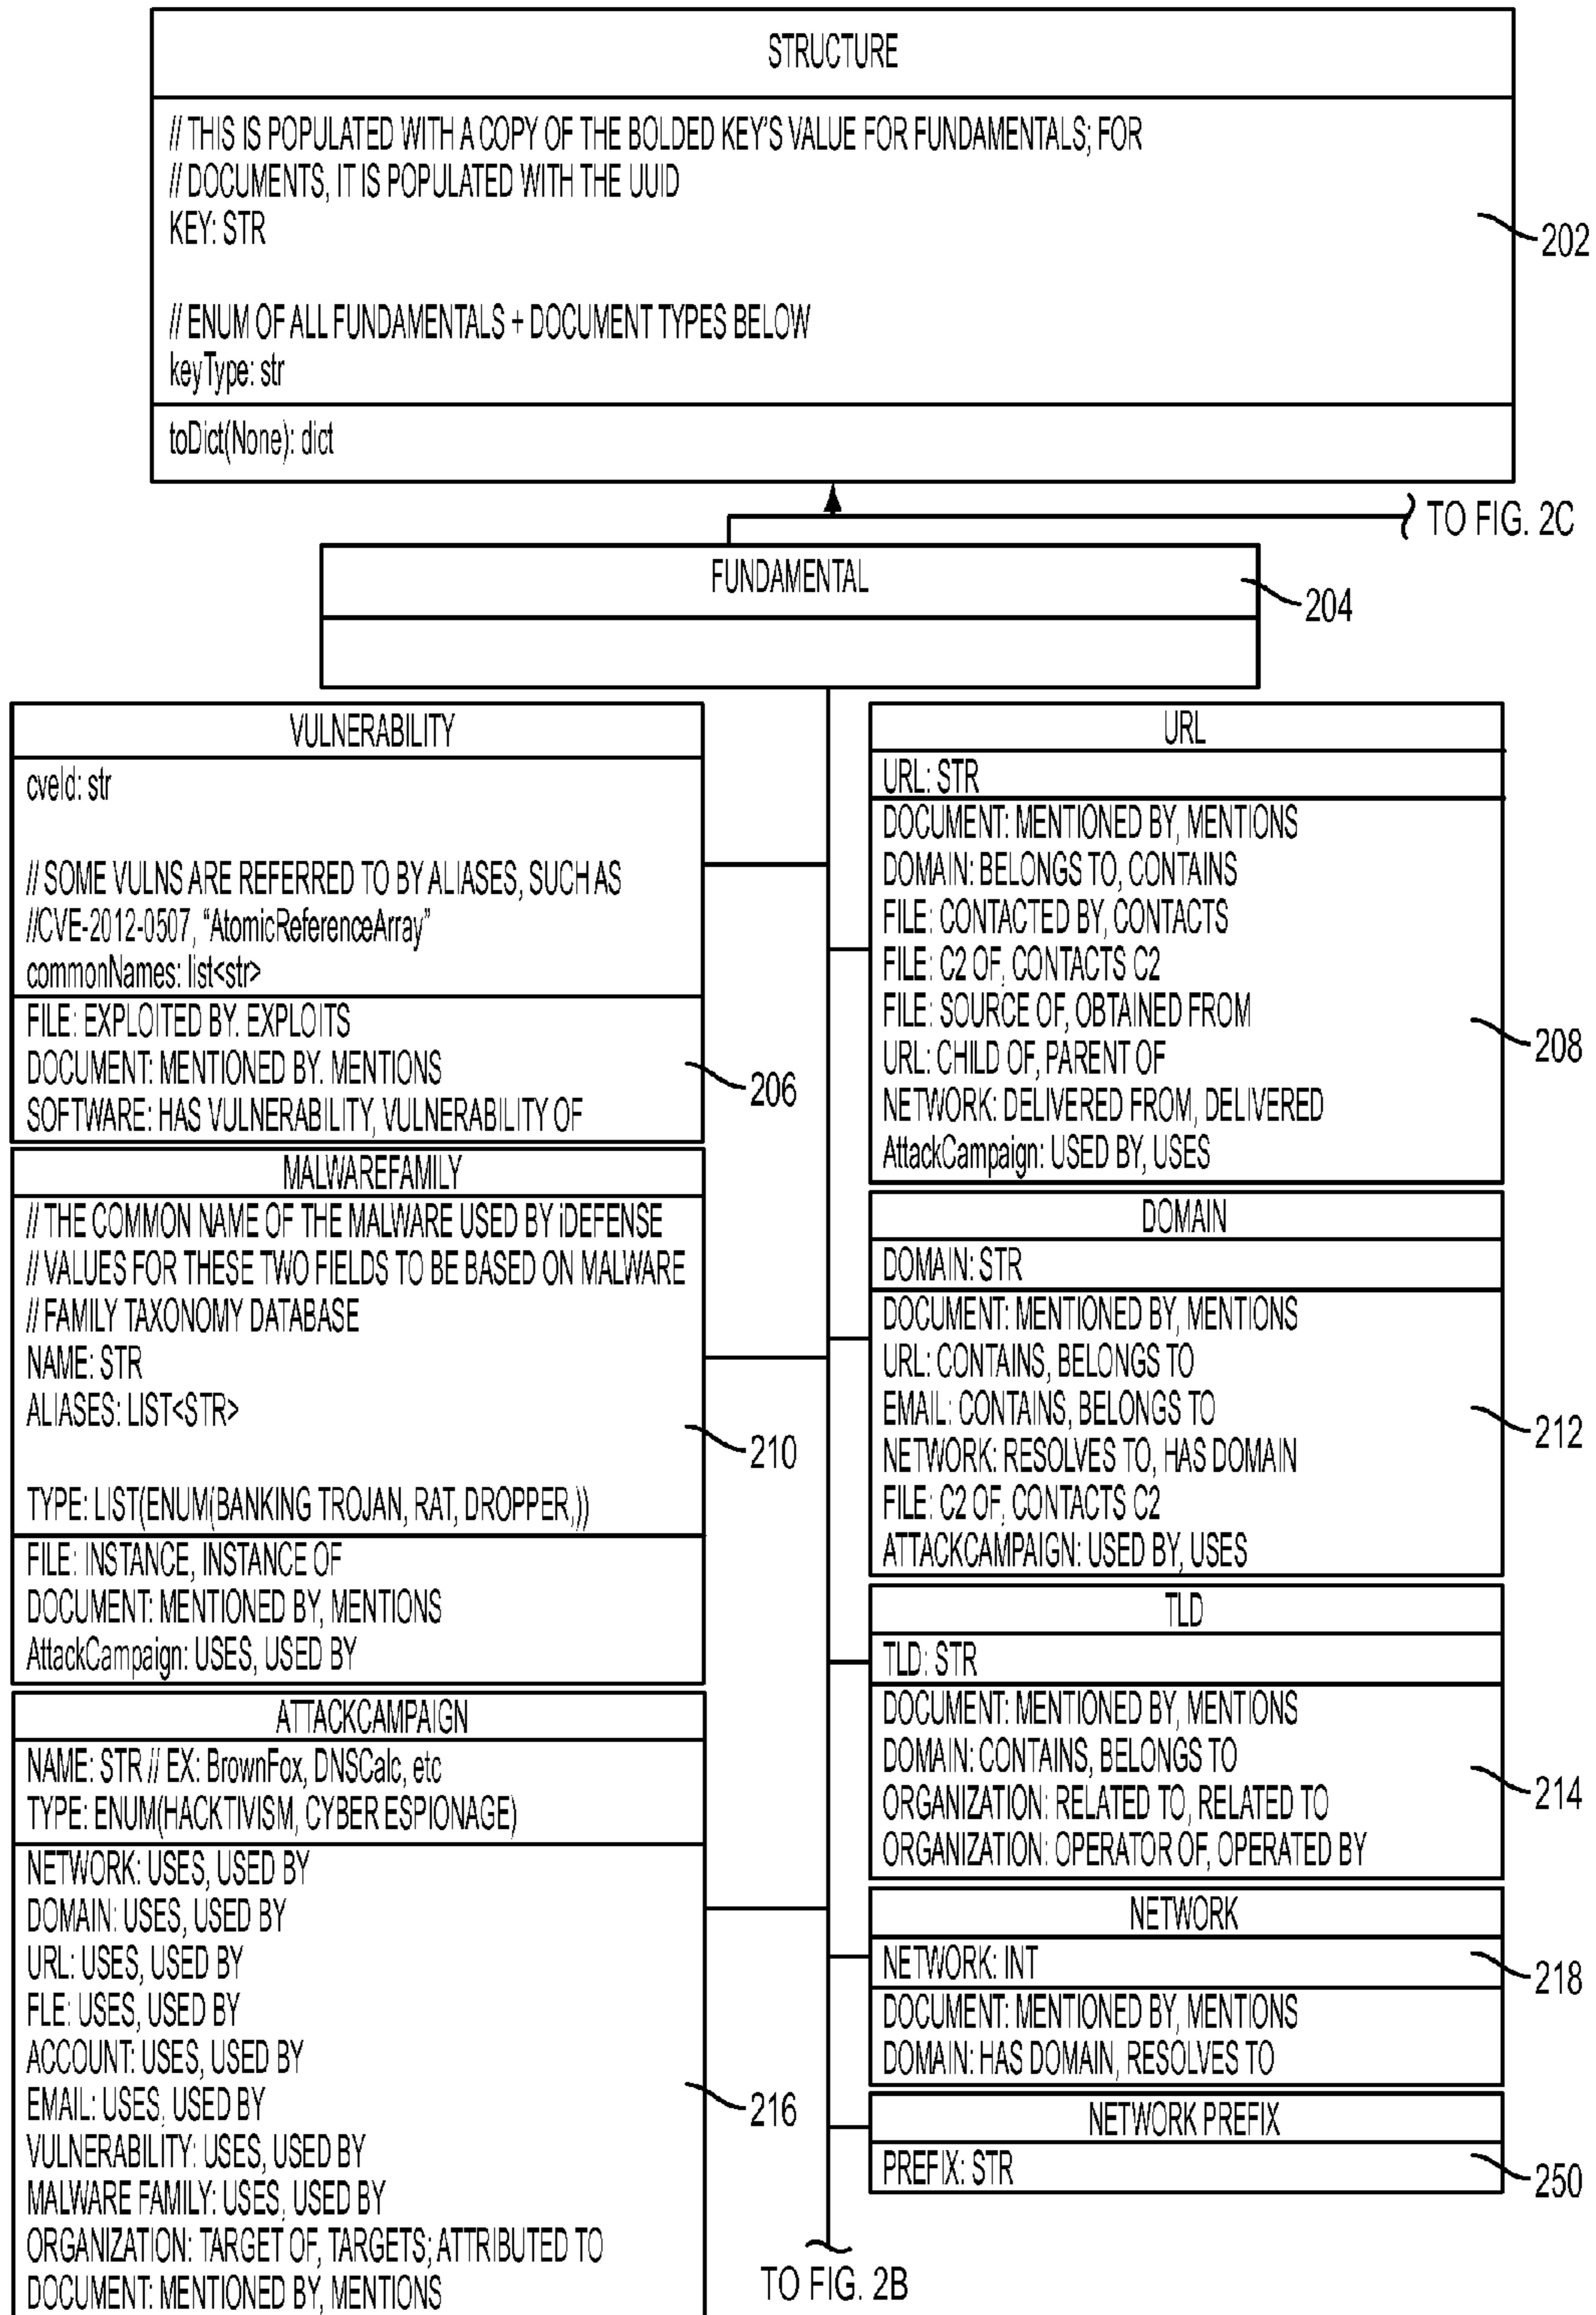 STRUCTURE
// THIS IS POPULATED WITH A COPY OF THE BOLDED KEY'S VALUE FOR FUNDAMENTALS; FOR
// DOCUMENTS, IT IS POPULATED WITH THE UUID
KEY: STR
// ENUM OF ALL FUNDAMENTALS + DOCUMENT TYPES BELOW
keyType: str
toDict(None): dict
202
TO FIG. 2C
FUNDAMENTAL
204
VULNERABILITY
cveId: str
// SOME VULNS ARE REFERRED TO BY ALIASES, SUCH AS
//CVE-2012-0507, “AtomicReferenceArray”
commonNames: list<str>
FILE: EXPLOITED BY. EXPLOITS
DOCUMENT: MENTIONED BY. MENTIONS
SOFTWARE: HAS VULNERABILITY, VULNERABILITY OF
206
MALWAREFAMILY
// THE COMMON NAME OF THE MALWARE USED BY iDEFENSE
// VALUES FOR THESE TWO FIELDS TO BE BASED ON MALWARE
// FAMILY TAXONOMY DATABASE
NAME: STR
ALIASES: LIST<STR>
TYPE: LIST(ENUM(BANKING TROJAN, RAT, DROPPER,))
FILE: INSTANCE, INSTANCE OF
DOCUMENT: MENTIONED BY, MENTIONS
AttackCampaign: USES, USED BY
210
ATTACKCAMPAIGN
NAME: STR // EX: BrownFox, DNSCalc, etc
TYPE: ENUM(HACKTIVISM, CYBER ESPIONAGE)
NETWORK: USES, USED BY
DOMAIN: USES, USED BY
URL: USES, USED BY
FLE: USES, USED BY
ACCOUNT: USES, USED BY
EMAIL: USES, USED BY
VULNERABILITY: USES, USED BY
MALWARE FAMILY: USES, USED BY
ORGANIZATION: TARGET OF, TARGETS; ATTRIBUTED TO
DOCUMENT: MENTIONED BY, MENTIONS
216
URL
URL: STR
DOCUMENT: MENTIONED BY, MENTIONS
DOMAIN: BELONGS TO, CONTAINS
FILE: CONTACTED BY, CONTACTS
FILE: C2 OF, CONTACTS C2
FILE: SOURCE OF, OBTAINED FROM
URL: CHILD OF, PARENT OF
NETWORK: DELIVERED FROM, DELIVERED
AttackCampaign: USED BY, USES
208
DOMAIN
DOMAIN: STR
DOCUMENT: MENTIONED BY, MENTIONS
URL: CONTAINS, BELONGS TO
EMAIL: CONTAINS, BELONGS TO
NETWORK: RESOLVES TO, HAS DOMAIN
FILE: C2 OF, CONTACTS C2
ATTACKCAMPAIGN: USED BY, USES
212
TLD
TLD: STR
DOCUMENT: MENTIONED BY, MENTIONS
DOMAIN: CONTAINS, BELONGS TO
ORGANIZATION: RELATED TO, RELATED TO
ORGANIZATION: OPERATOR OF, OPERATED BY
214
NETWORK
NETWORK: INT
DOCUMENT: MENTIONED BY, MENTIONS
DOMAIN: HAS DOMAIN, RESOLVES TO
218
NETWORK PREFIX
PREFIX: STR
250
TO FIG. 2B